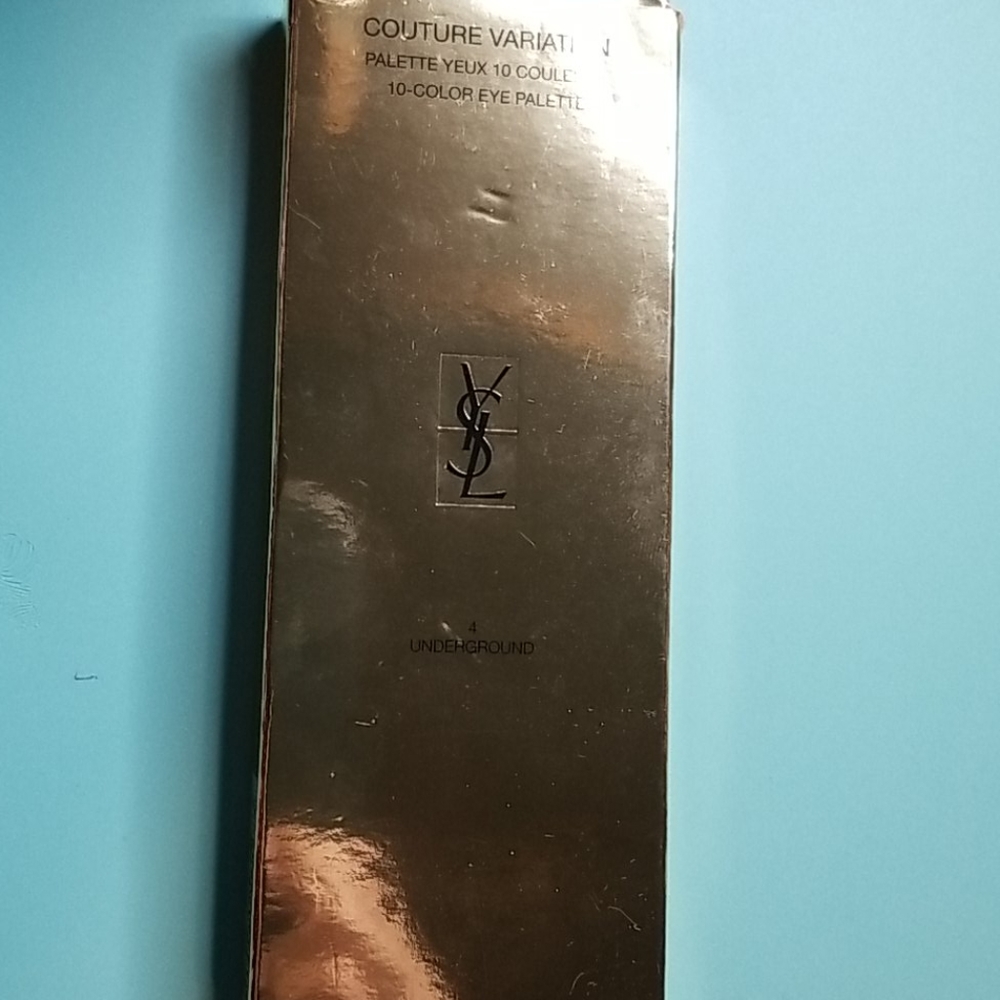 COUTURE VARIATI N
PALETTE YEUX 10 COULE
10-COLOR EYE PALETTE
YSL
4
UNDERGROUND